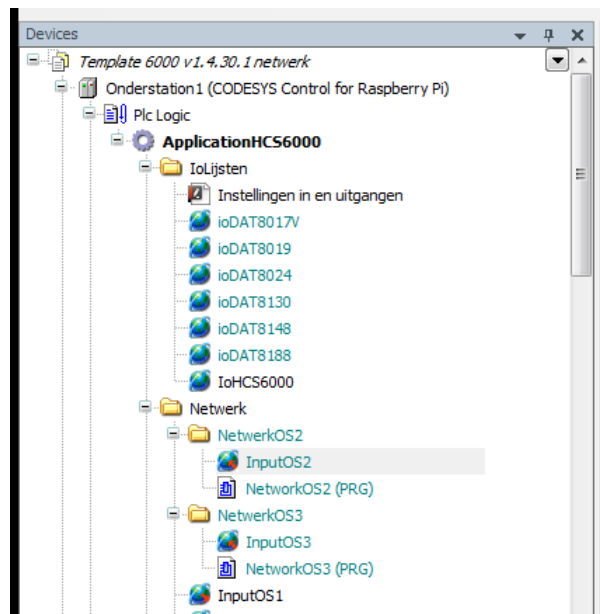 Devices
Template 6000 v1.4.30.1 netwerk
Onderstation1 (CODESYS Control for Raspberry Pi)
Plc Logic
ApplicationHCS6000
IoLijsten
Instellingen in en uitgangen
ioDAT8017V
ioDAT8019
ioDAT8024
ioDAT8130
ioDAT8148
ioDAT8188
IoHCS6000
Netwerk
NetwerkOS2
InputOS2
NetworkOS2 (PRG)
NetwerkOS3
InputOS3
NetworkOS3 (PRG)
InputOS1